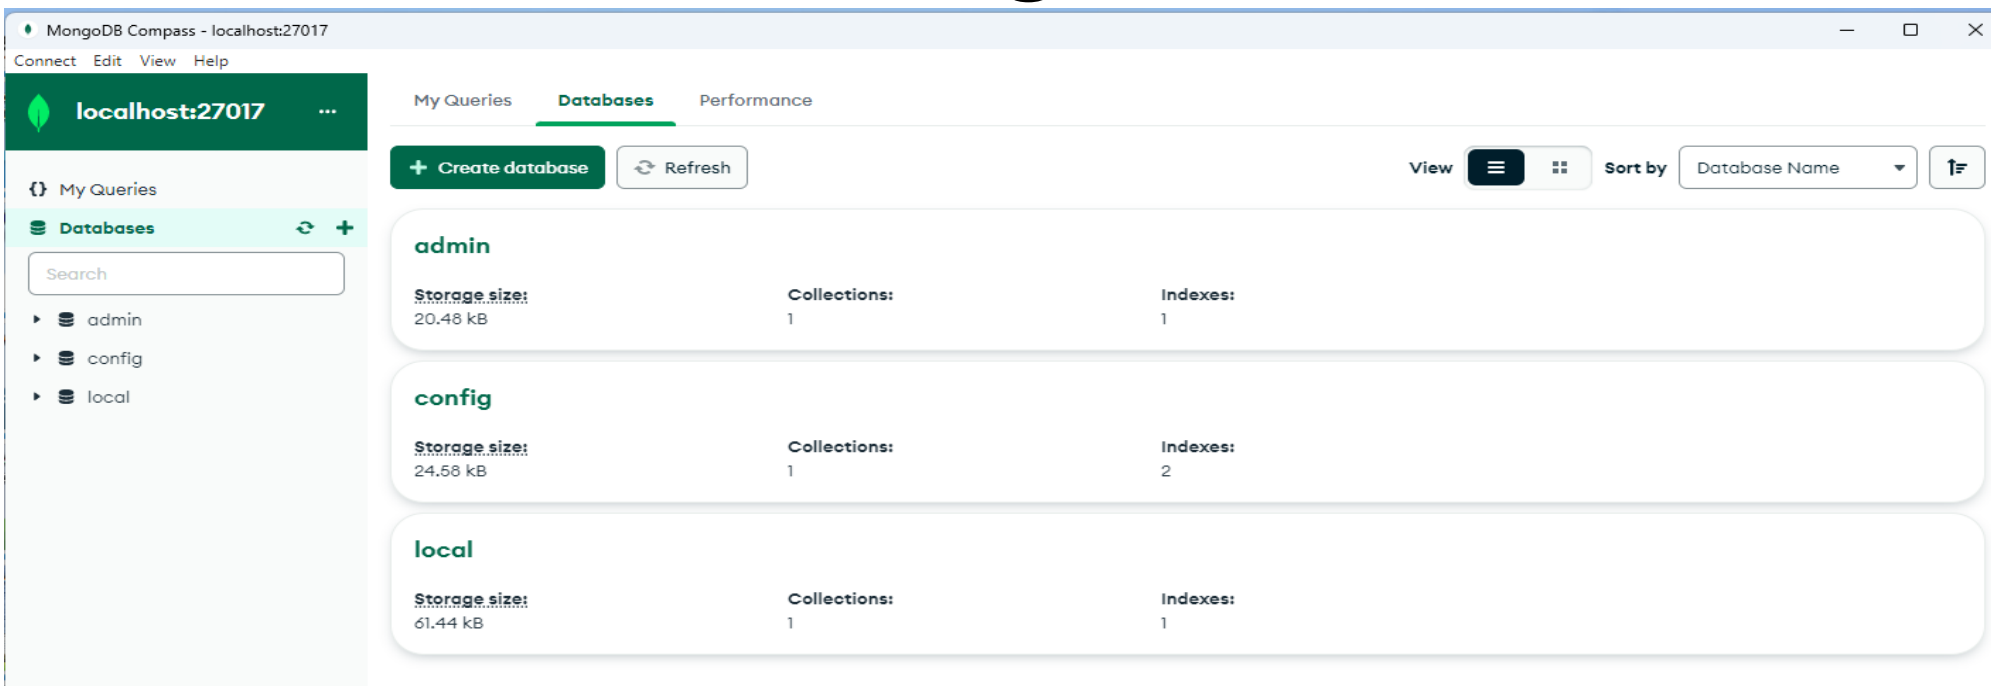 MongoDB Compass - localhost:27017
Connect Edit View Help
localhost:27017 ...
My Queries Databases Performance
+ Create database Refresh View Sort by Database Name
{} My Queries
Databases
Search
admin
config
local
admin
Storage size: Collections: Indexes:
20.48 kB 1 1
config
Storage size: Collections: Indexes:
24.58 kB 1 2
local
Storage size: Collections: Indexes:
61.44 kB 1 1